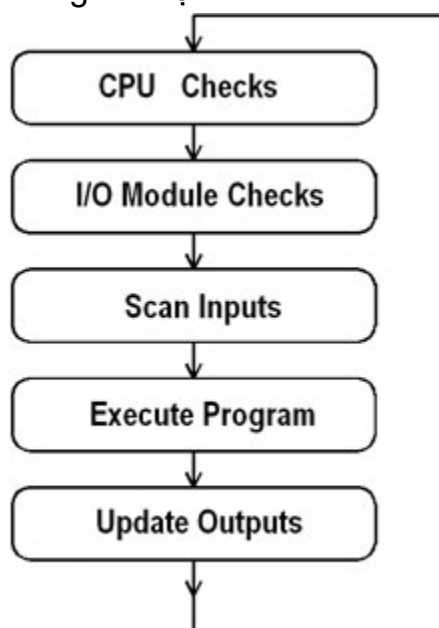 CPU Checks
I/O Module Checks
Scan Inputs
Execute Program
Update Outputs